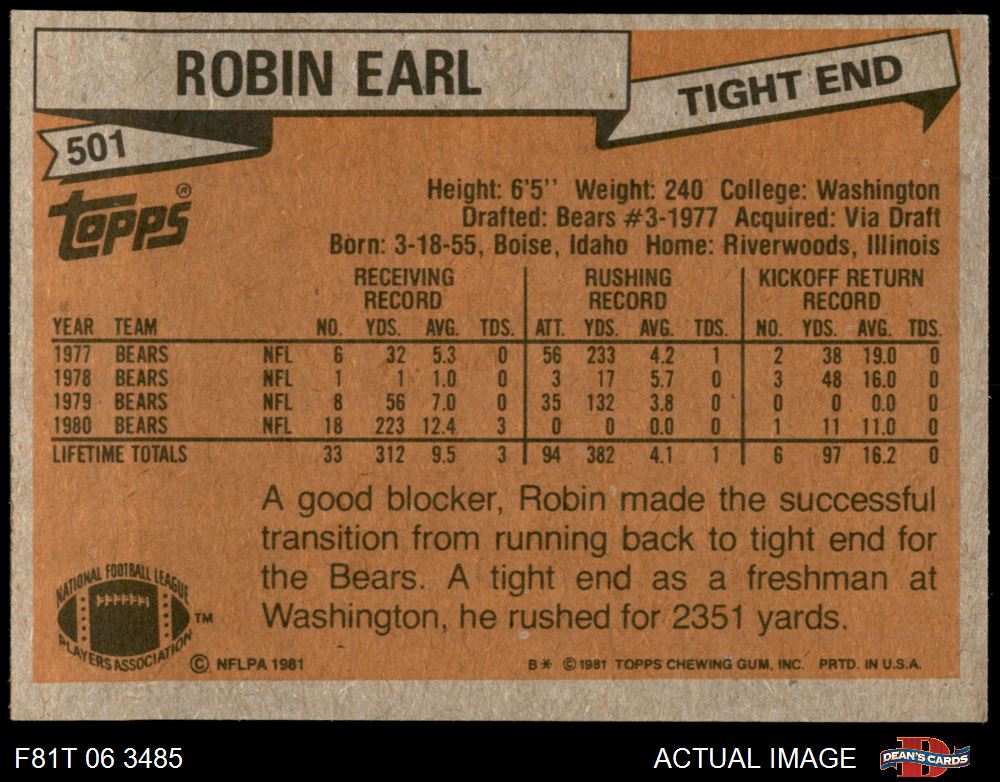 ROBIN EARL
TIGHT END
501
Topps®
Height: 6'5'' Weight: 240 College: Washington
Drafted: Bears #3-1977 Acquired: Via Draft
Born: 3-18-55, Boise, Idaho Home: Riverwoods, Illinois
RECEIVING RECORD RUSHING RECORD KICKOFF RETURN RECORD
YEAR TEAM NO. YDS. AVG. TDS. ATT. YDS. AVG. TDS. NO. YDS. AVG. TDS.
1977 BEARS NFL 6 32 5.3 0 56 233 4.2 1 2 38 19.0 0
1978 BEARS NFL 1 1 1.0 0 3 17 5.7 0 3 48 16.0 0
1979 BEARS NFL 8 56 7.0 0 35 132 3.8 0 0 0 0.0 0
1980 BEARS NFL 18 223 12.4 3 0 0 0.0 0 1 11 11.0 0
LIFETIME TOTALS 33 312 9.5 3 94 382 4.1 1 6 97 16.2 0
A good blocker, Robin made the successful
transition from running back to tight end for
the Bears. A tight end as a freshman at
Washington, he rushed for 2351 yards.
NATIONAL FOOTBALL LEAGUE
PLAYERS ASSOCIATION
™
© NFLPA 1981
B* ©1981 TOPPS CHEWING GUM, INC. PRTD. IN U.S.A.
F81T 06 3485
ACTUAL IMAGE
DEAN'S CARDS